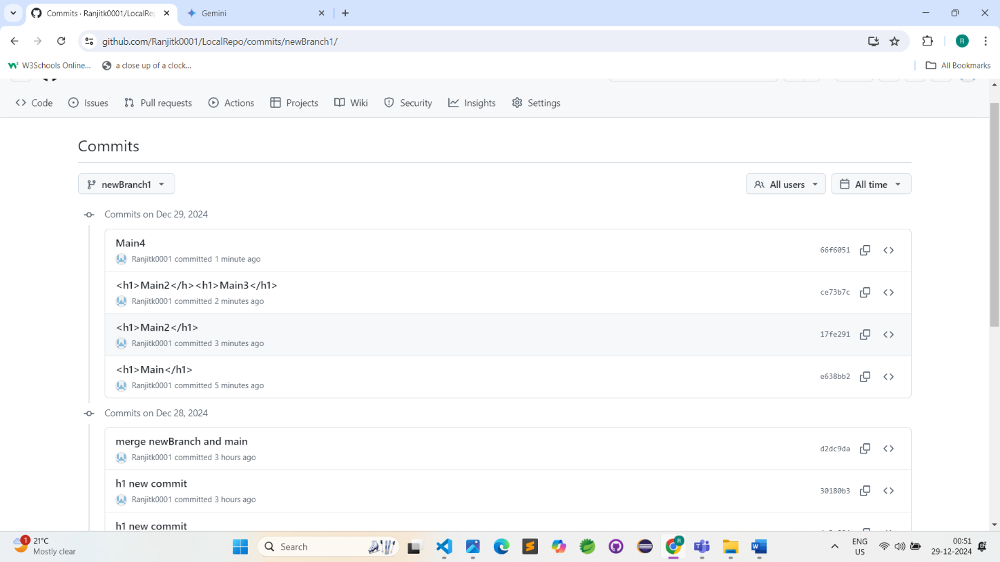 Commits · Ranjitk0001/LocalRep
Gemini
github.com/Ranjitk0001/LocalRepo/commits/newBranch1/
R
W3Schools Online...
a close up of a clock...
All Bookmarks
Code
Issues
Pull requests
Actions
Projects
Wiki
Security
Insights
Settings
Commits
newBranch1
All users
All time
Commits on Dec 29, 2024
Main4
66f6051
Ranjitk0001 committed 1 minute ago
<h1>Main2</h><h1>Main3</h1>
ce73b7c
Ranjitk0001 committed 2 minutes ago
<h1>Main2</h1>
17fe291
Ranjitk0001 committed 3 minutes ago
<h1>Main</h1>
e638bb2
Ranjitk0001 committed 5 minutes ago
Commits on Dec 28, 2024
merge newBranch and main
d2dc9da
Ranjitk0001 committed 3 hours ago
h1 new commit
30180b3
Ranjitk0001 committed 3 hours ago
h1 new commit
1
21°C
Mostly clear
Search
R
ENG
US
00:51
29-12-2024